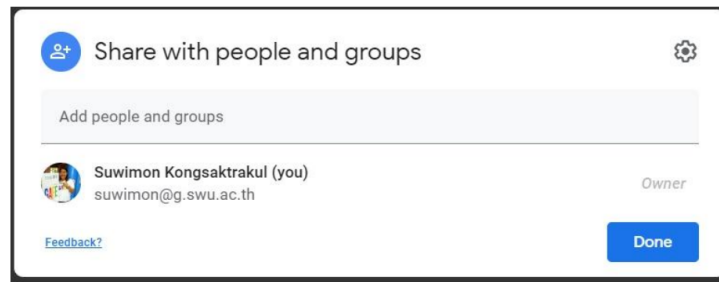 Share with people and groups
Add people and groups
Suwimon Kongsaktrakul (you)
suwimon@g.swu.ac.th
Owner
Feedback?
Done